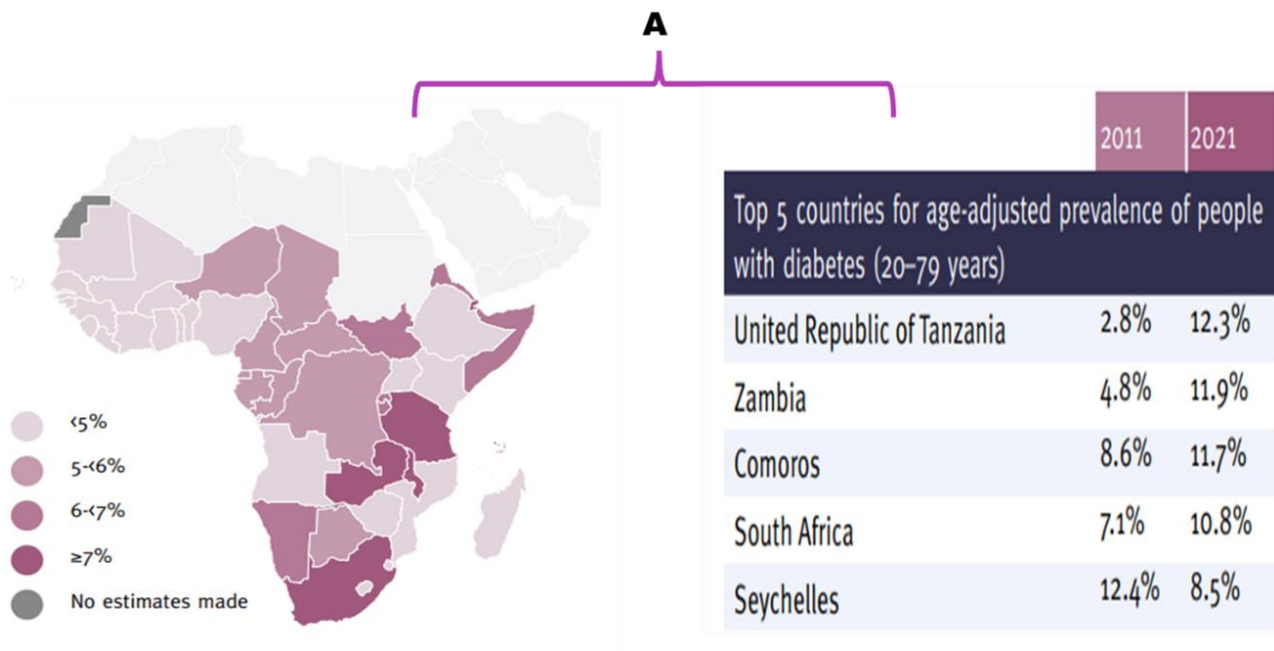 A
<5%
5-<6%
6-<7%
≥7%
No estimates made
2011 2021
Top 5 countries for age-adjusted prevalence of people
with diabetes (20–79 years)
United Republic of Tanzania 2.8% 12.3%
Zambia 4.8% 11.9%
Comoros 8.6% 11.7%
South Africa 7.1% 10.8%
Seychelles 12.4% 8.5%